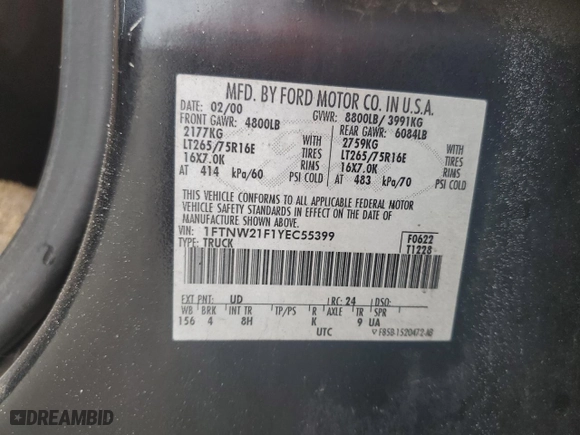 MFD. BY FORD MOTOR CO. IN U.S.A.
DATE: 02/00 GVWR: 8800LB/ 3991KG
FRONT GAWR: 4800LB REAR GAWR: 6084LB
2177KG WITH 2759KG WITH
LT265/75R16E TIRES LT265/75R16E TIRES
16X7.0K RIMS 16X7.0K RIMS
AT 414 kPa/60 PSI COLD AT 483 kPa/70 PSI COLD
THIS VEHICLE CONFORMS TO ALL APPLICABLE FEDERAL MOTOR
VEHICLE SAFETY STANDARDS IN EFFECT ON THE DATE OF
MANUFACTURE SHOWN ABOVE.
VIN: 1FTNW21F1YEC55399 F0622
TYPE: TRUCK T1228
EXT PNT: UD RC: 24 DSO:
WB BRK INT TR TP/PS R AXLE TR SPR
156 4 8H K 9 UA
UTC F85B-1520472-AB
DREAMBID